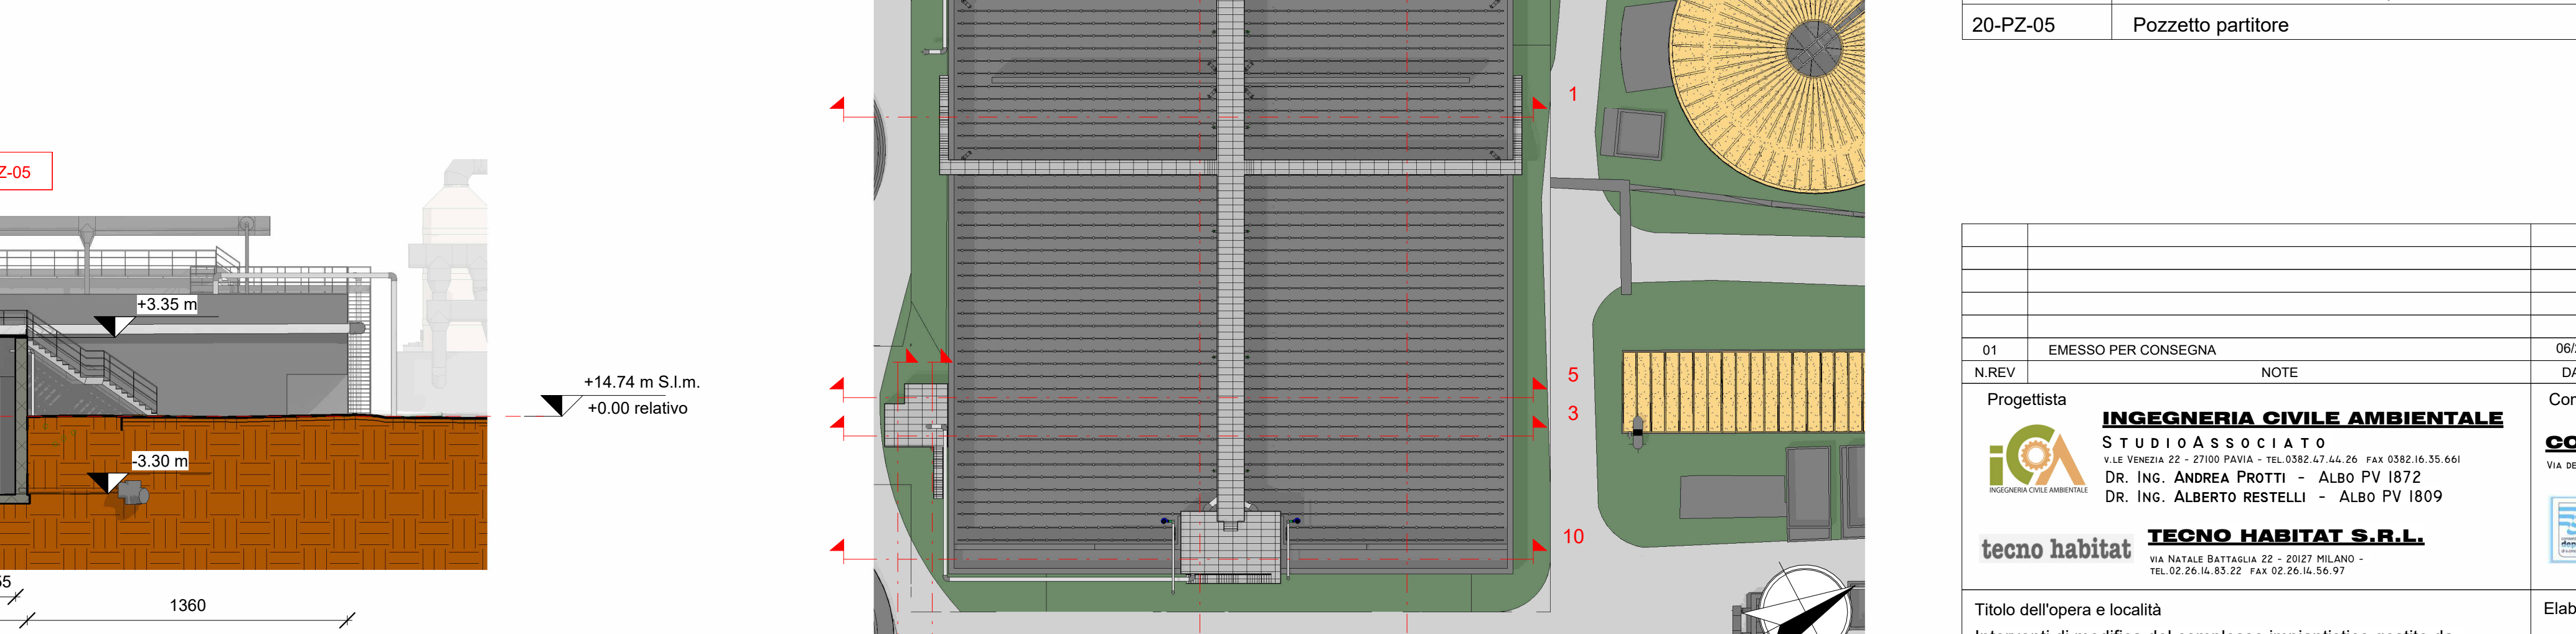 Z-05
+3.35 m
-3.30 m
1360
+14.74 m S.l.m.
+0.00 relativo
1
5
3
10
20-PZ-05 Pozzetto partitore
01 EMESSO PER CONSEGNA
N.REV NOTE
Progettista
INGEGNERIA CIVILE AMBIENTALE
STUDIO ASSOCIATO
V.LE VENEZIA 22 - 27100 PAVIA - TEL.0382.47.44.26 FAX 0382.16.35.661
DR. ING. ANDREA PROTTI - ALBO PV 1872
DR. ING. ALBERTO RESTELLI - ALBO PV 1809
iCA
INGEGNERIA CIVILE AMBIENTALE
TECNO HABITAT S.R.L.
tecno habitat
VIA NATALE BATTAGLIA 22 - 20127 MILANO -
TEL.02.26.14.83.22 FAX 02.26.14.56.97
Titolo dell'opera e località